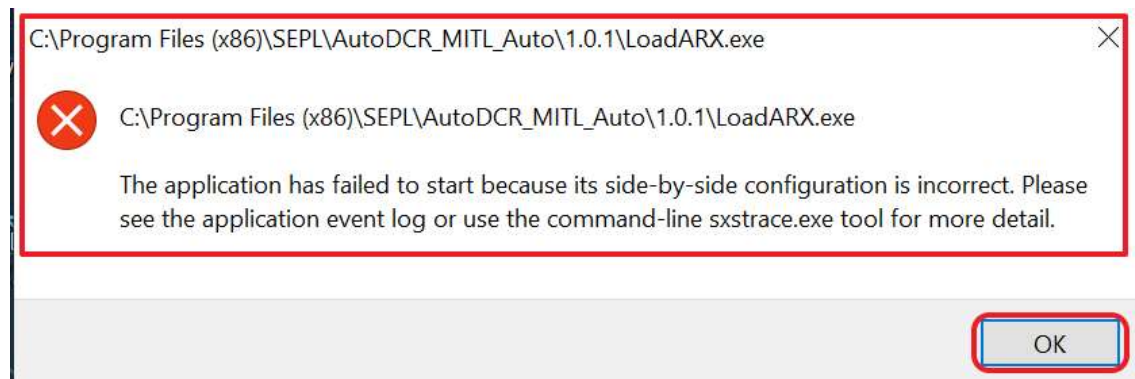 C:\Program Files (x86)\SEPL\AutoDCR_MITL_Auto\1.0.1\LoadARX.exe
C:\Program Files (x86)\SEPL\AutoDCR_MITL_Auto\1.0.1\LoadARX.exe
The application has failed to start because its side-by-side configuration is incorrect. Please
see the application event log or use the command-line sxstrace.exe tool for more detail.
OK